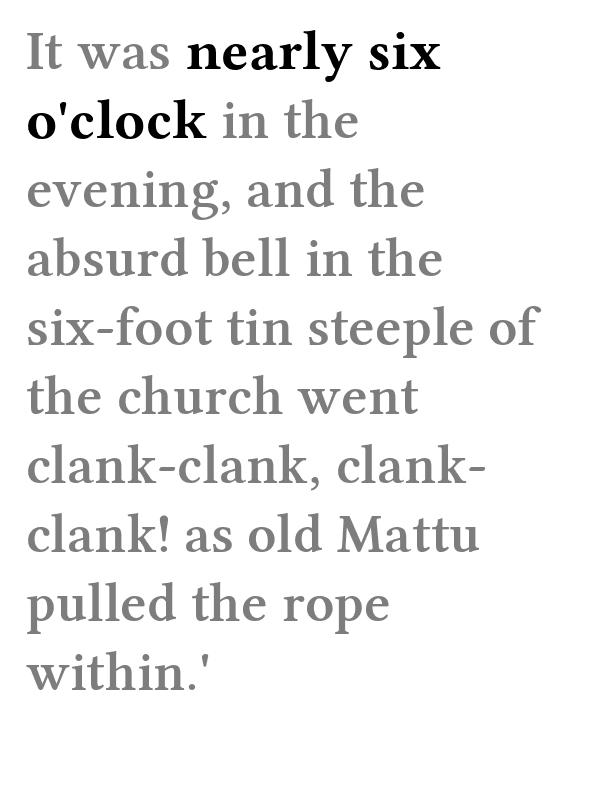 It was nearly six
o'clock in the
evening, and the
absurd bell in the
six-foot tin steeple of
the church went
clank-clank, clank-
clank! as old Mattu
pulled the rope
within.'